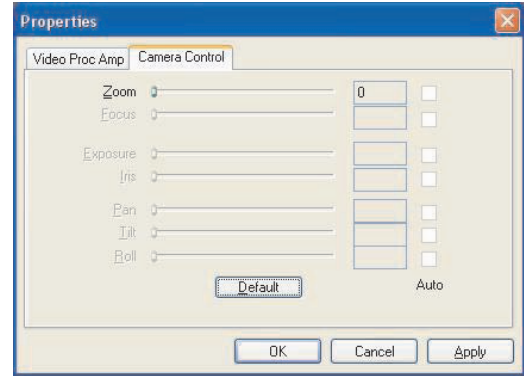 Properties
Video Proc Amp Camera Control
Zoom 0
Focus
Exposure
Iris
Pan
Tilt
Roll
Default Auto
OK Cancel Apply